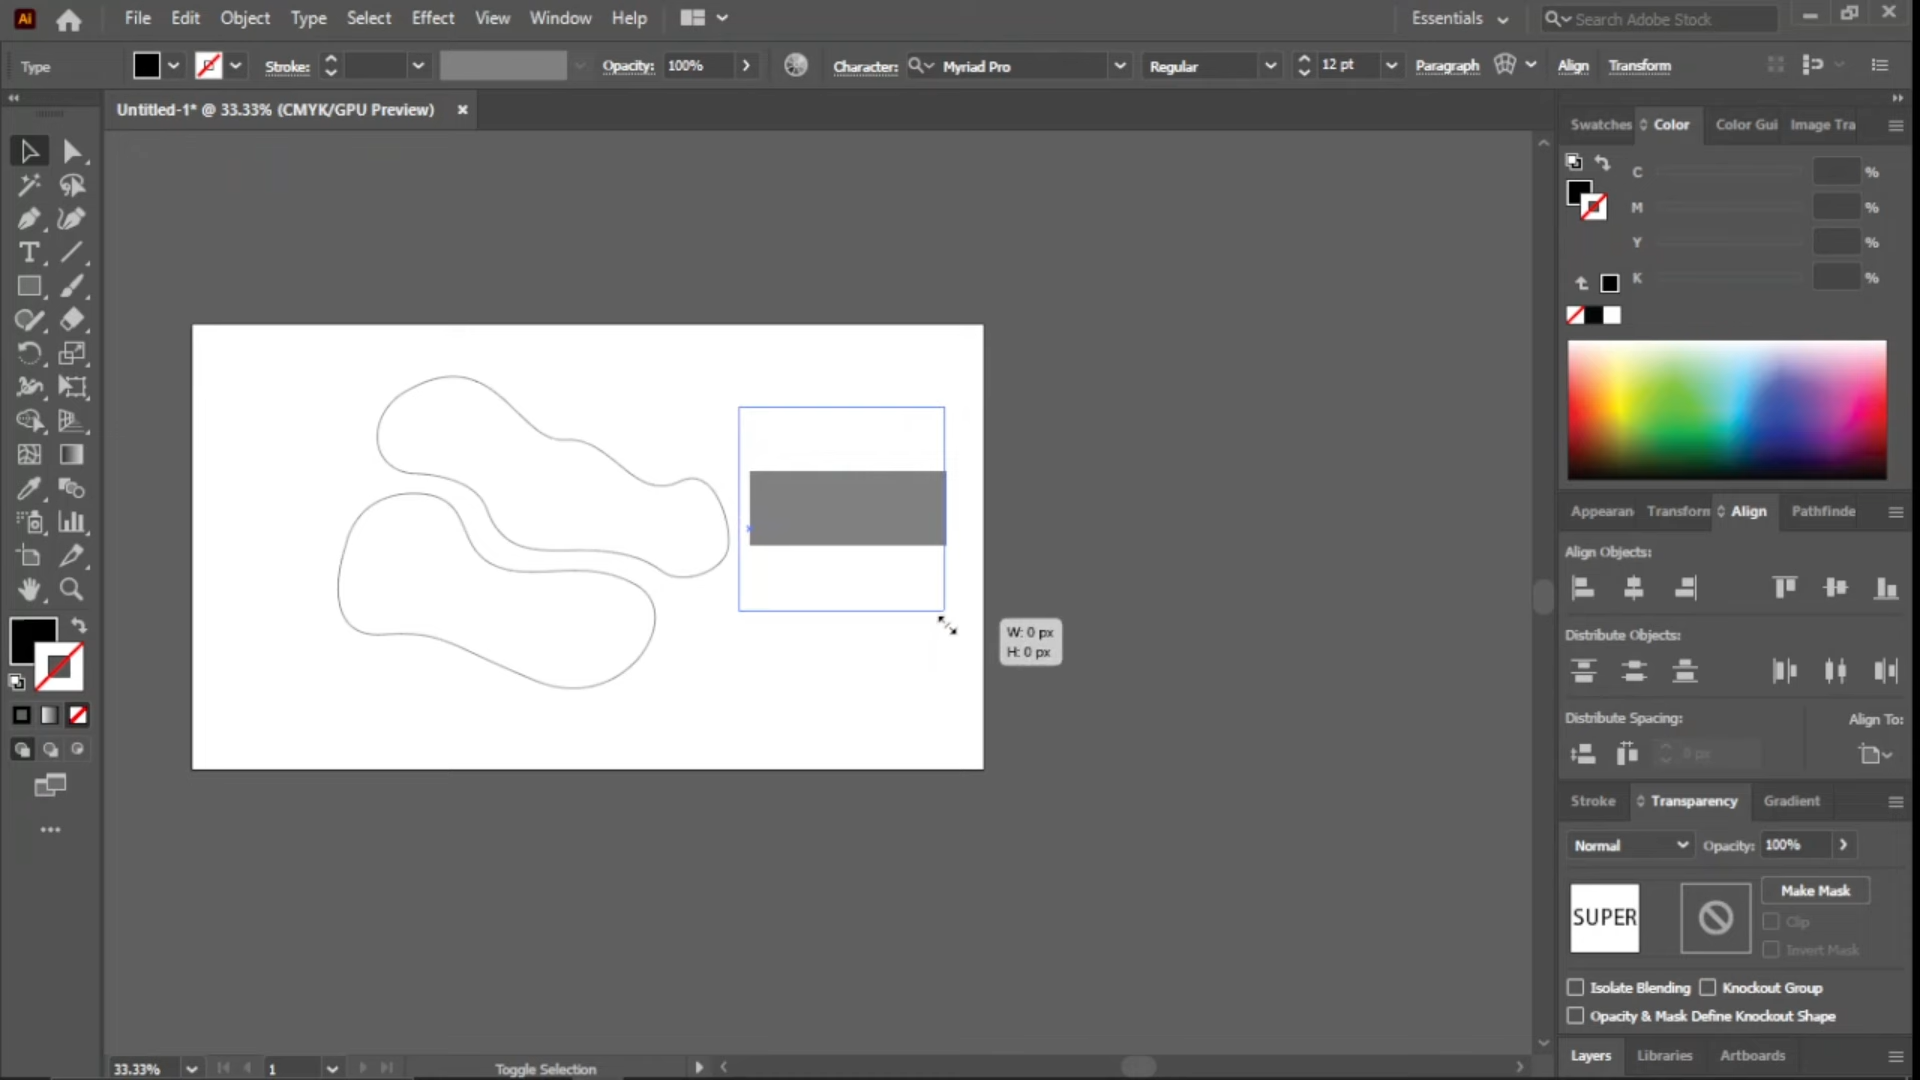 Ai File Edit Object Type Select Effect View Window Help Essentials Search Adobe Stock
Type Stroke: Opacity: 100% Character: Myriad Pro Regular 12 pt Paragraph Align Transform
Untitled-1* @ 33.33% (CMYK/GPU Preview)
Swatches Color Color Gui Image Tra
C %
M %
Y %
K %
W: 0 px
H: 0 px
Appearan Transform Align Pathfinde
Align Objects:
Distribute Objects:
Distribute Spacing: Align To:
0 px
Stroke Transparency Gradient
Normal Opacity: 100%
SUPER
Make Mask
Clip
Invert Mask
Isolate Blending Knockout Group
Opacity & Mask Define Knockout Shape
Layers Libraries Artboards
33.33% 1 Toggle Selection